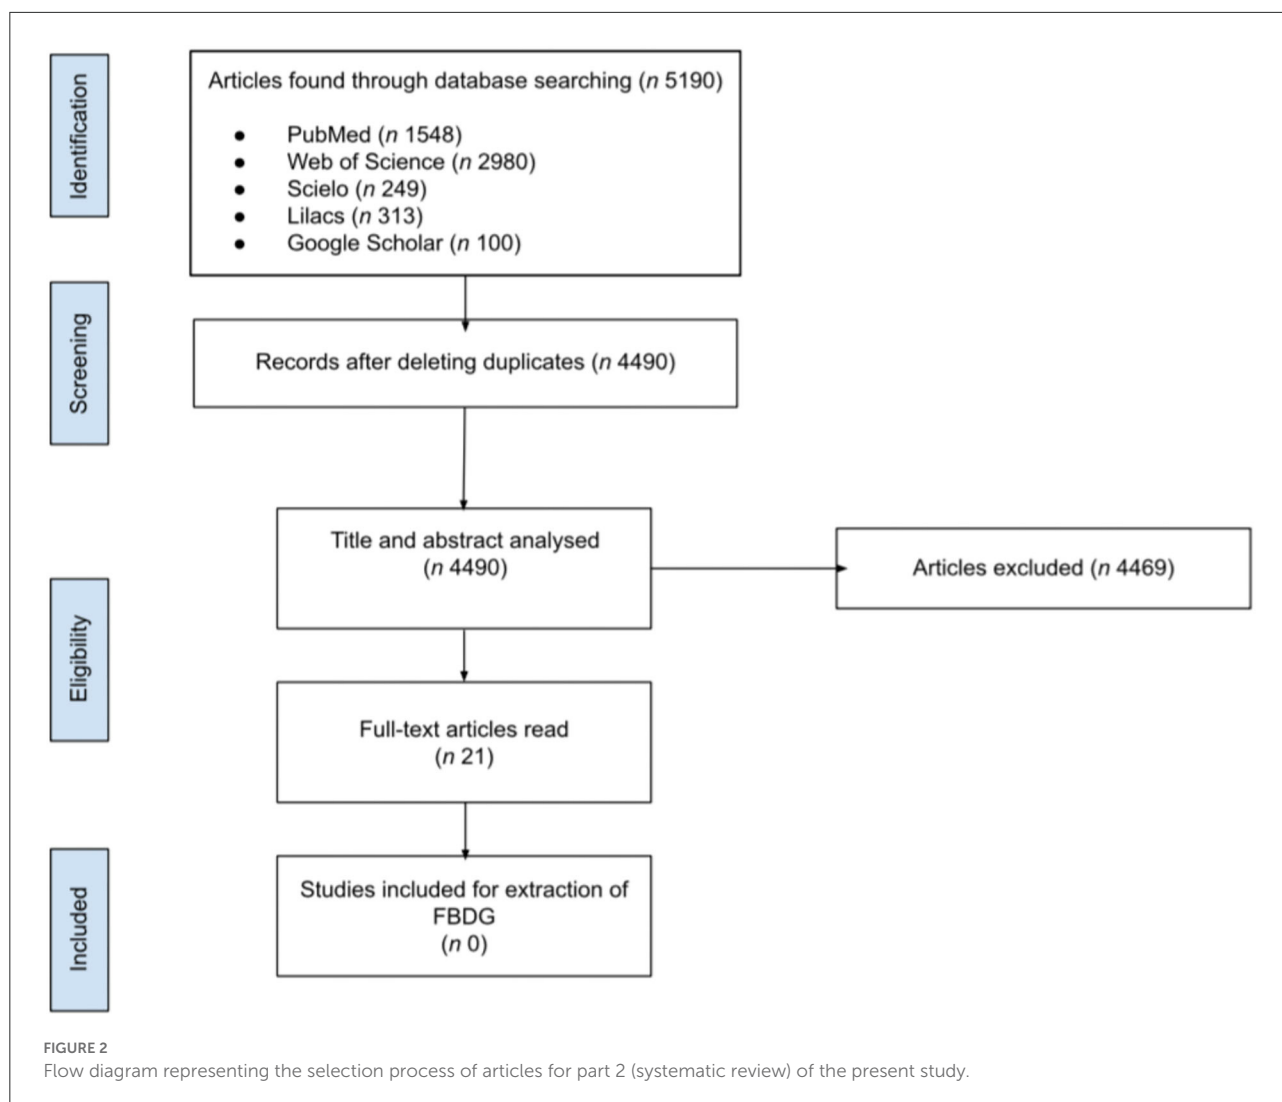 Identification
Articles found through database searching (n 5190)
● PubMed (n 1548)
● Web of Science (n 2980)
● Scielo (n 249)
● Lilacs (n 313)
● Google Scholar (n 100)
Screening
Records after deleting duplicates (n 4490)
Eligibility
Title and abstract analysed
(n 4490)
Articles excluded (n 4469)
Full-text articles read
(n 21)
Included
Studies included for extraction of
FBDG
(n 0)
FIGURE 2
Flow diagram representing the selection process of articles for part 2 (systematic review) of the present study.